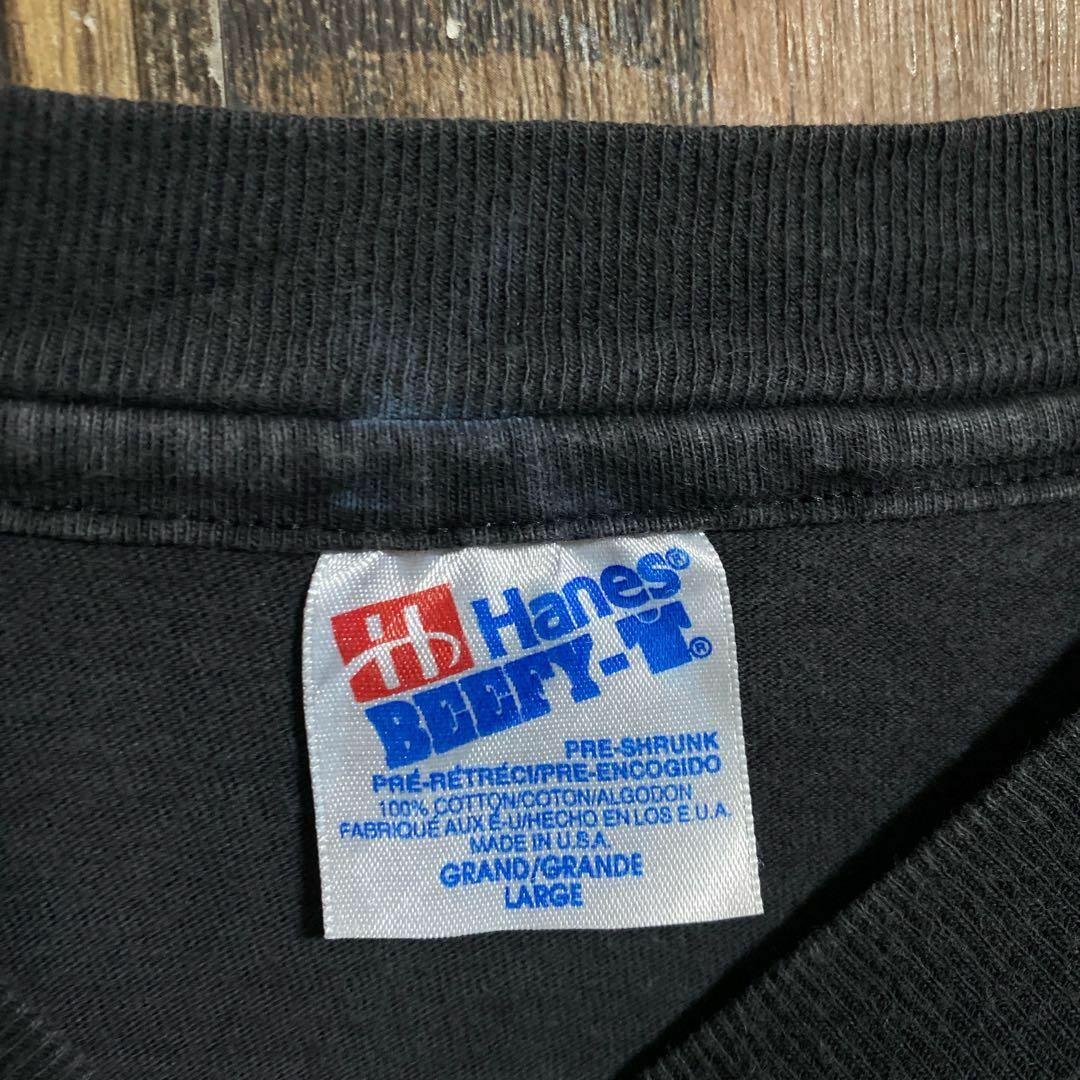 Hanes®
BEEFY-T®
PRE-SHRUNK
PRÉ-RÉTRÉCI/PRE-ENCOGIDO
100% COTTON/COTON/ALGODON
FABRIQUÉ AUX É-U/HECHO EN LOS E.U.A.
MADE IN U.S.A.
GRAND/GRANDE
LARGE